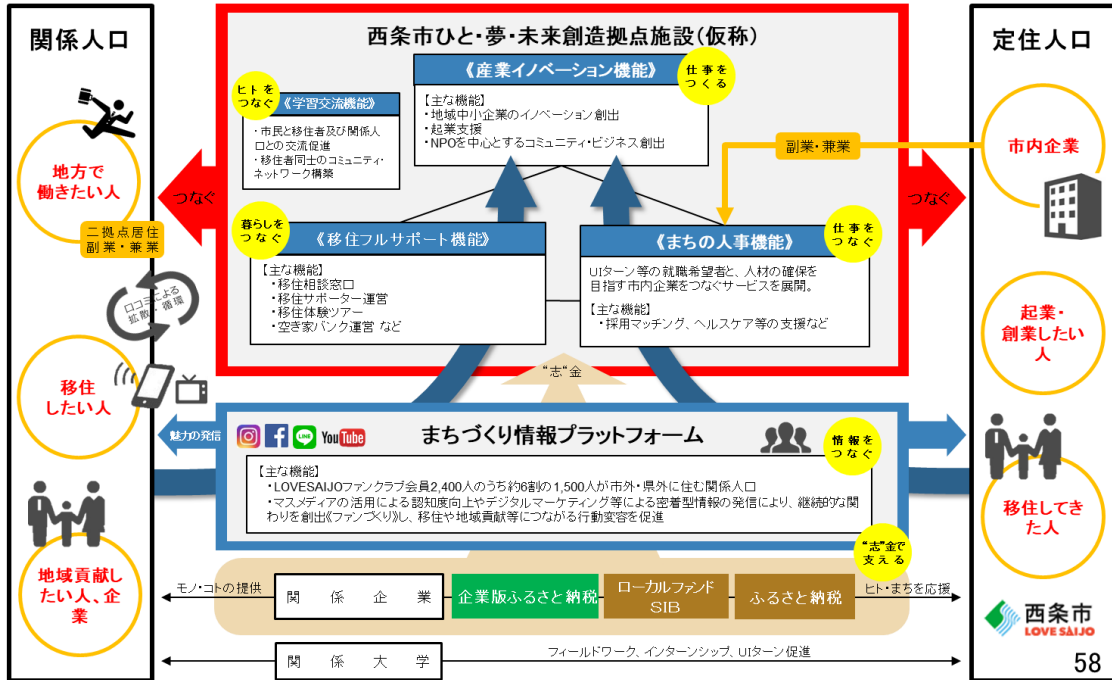 関係人口
地方で
働きたい人
二拠点居住
副業・兼業
口コミによる
拡散・循環
移住
したい人
地域貢献し
たい人、企
業
西条市ひと・夢・未来創造拠点施設(仮称)
ヒトを
つなぐ
《学習交流機能》
・市民と移住者及び関係人
口との交流促進
・移住者同士のコミュニティ・
ネットワーク構築
《産業イノベーション機能》
仕事を
つくる
【主な機能】
・地域中小企業のイノベーション創出
・起業支援
・NPOを中心とするコミュニティ・ビジネス創出
副業・兼業
つなぐ
つなぐ
暮らしを
つなぐ
《移住フルサポート機能》
【主な機能】
・移住相談窓口
・移住サポーター運営
・移住体験ツアー
・空き家バンク運営 など
《まちの人事機能》
仕事を
つなぐ
UIターン等の就職希望者と、人材の確保を
目指す市内企業をつなぐサービスを展開。
【主な機能】
・採用マッチング、ヘルスケア等の支援など
“志”金
魅力の発信
LINE
YouTube
まちづくり情報プラットフォーム
情報を
つなぐ
【主な機能】
・LOVESAIJOファンクラブ会員2,400人のうち約6割の1,500人が市外・県外に住む関係人口
・マスメディアの活用による認知度向上やデジタルマーケティング等による密着型情報の発信により、継続的な関
わりを創出《ファンづくり》し、移住や地域貢献等につながる行動変容を促進
“志”金で
支える
モノ・コトの提供
関係企業
企業版ふるさと納税
ローカルファンド
SIB
ふるさと納税
ヒト・まちを応援
関係大学
フィールドワーク、インターンシップ、UIターン促進
定住人口
市内企業
起業・
創業したい
人
移住してき
た人
西条市
LOVE SAIJO
58